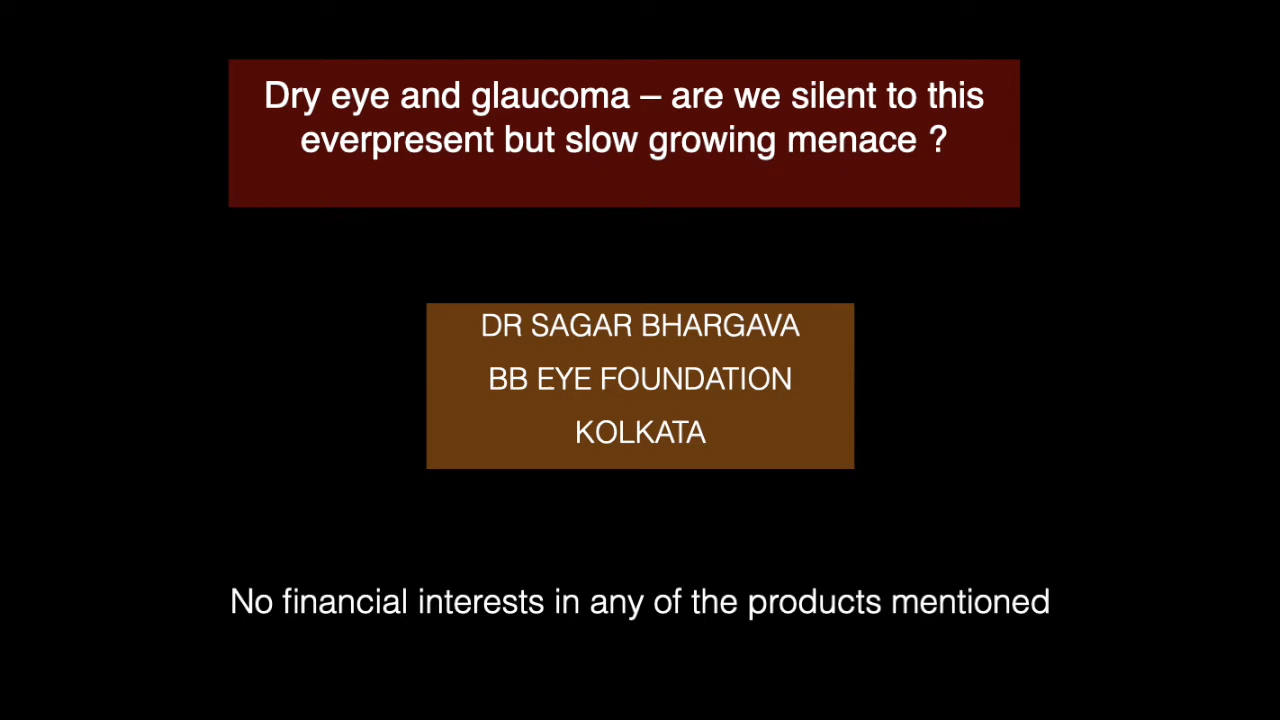 Dry eye and glaucoma – are we silent to this
everpresent but slow growing menace ?
DR SAGAR BHARGAVA
BB EYE FOUNDATION
KOLKATA
No financial interests in any of the products mentioned